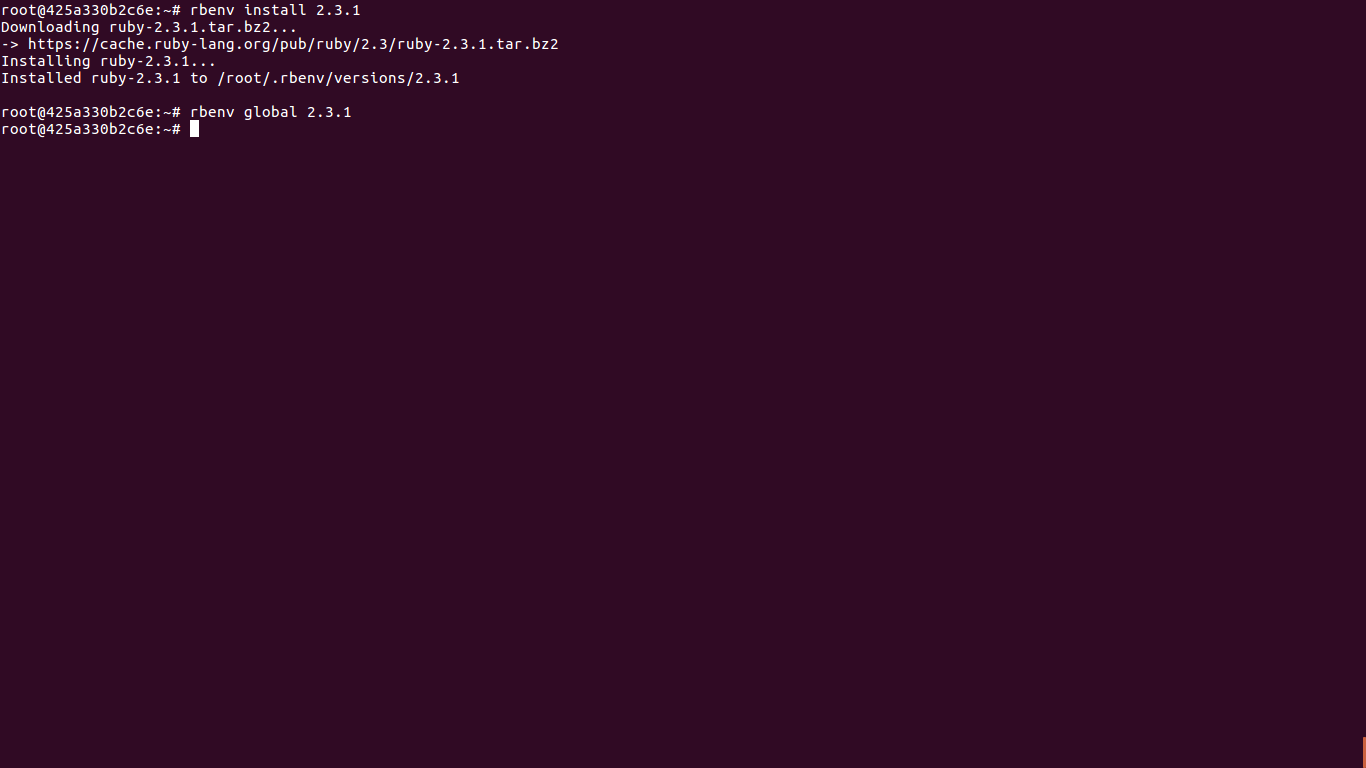 root@425a330b2c6e:~# rbenv install 2.3.1
Downloading ruby-2.3.1.tar.bz2...
-> https://cache.ruby-lang.org/pub/ruby/2.3/ruby-2.3.1.tar.bz2
Installing ruby-2.3.1...
Installed ruby-2.3.1 to /root/.rbenv/versions/2.3.1
root@425a330b2c6e:~# rbenv global 2.3.1
root@425a330b2c6e:~#